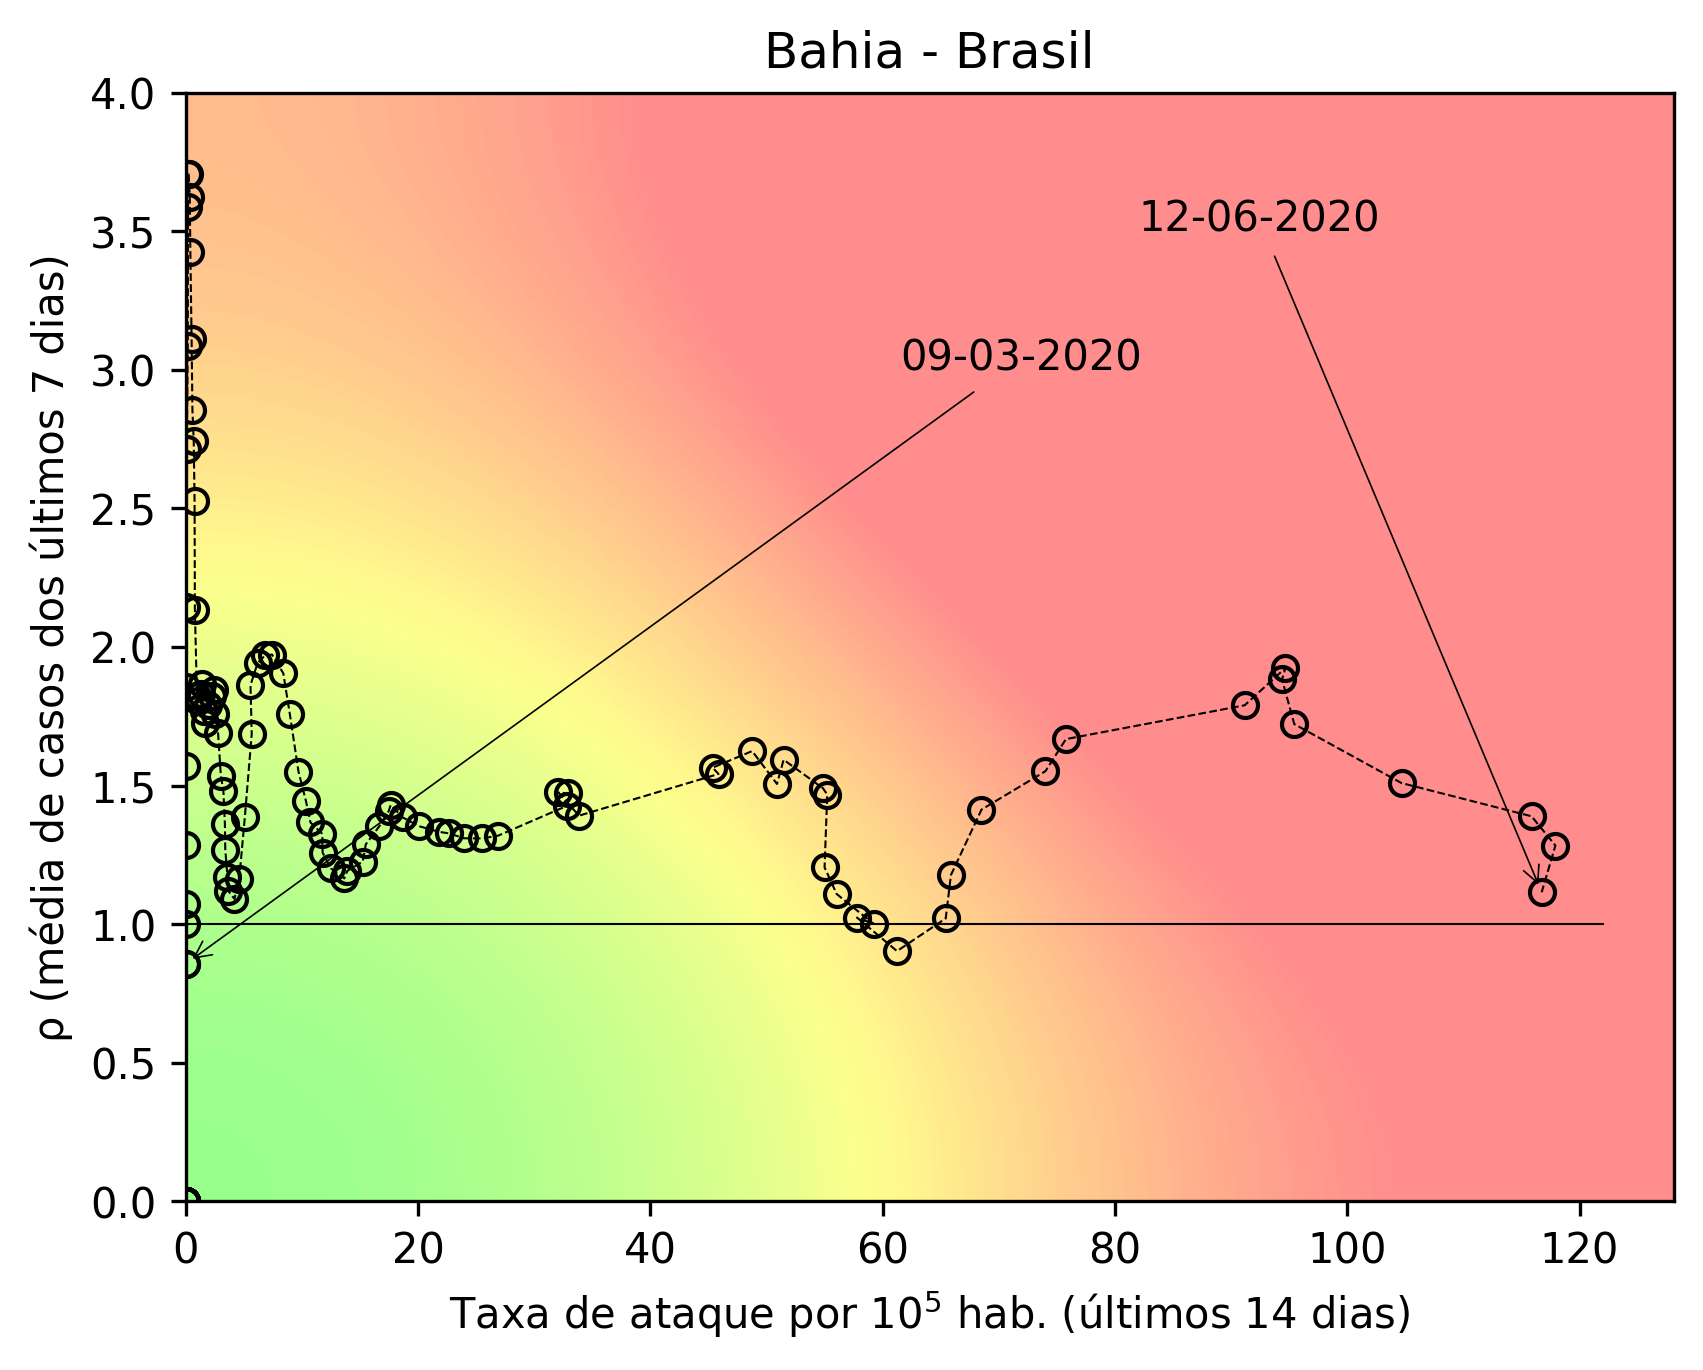 Bahia - Brasil
4.0
3.5
3.0
2.5
2.0
1.5
1.0
0.5
0.0
ρ (média de casos dos últimos 7 dias)
12-06-2020
09-03-2020
0 20 40 60 80 100 120
Taxa de ataque por 10⁵ hab. (últimos 14 dias)